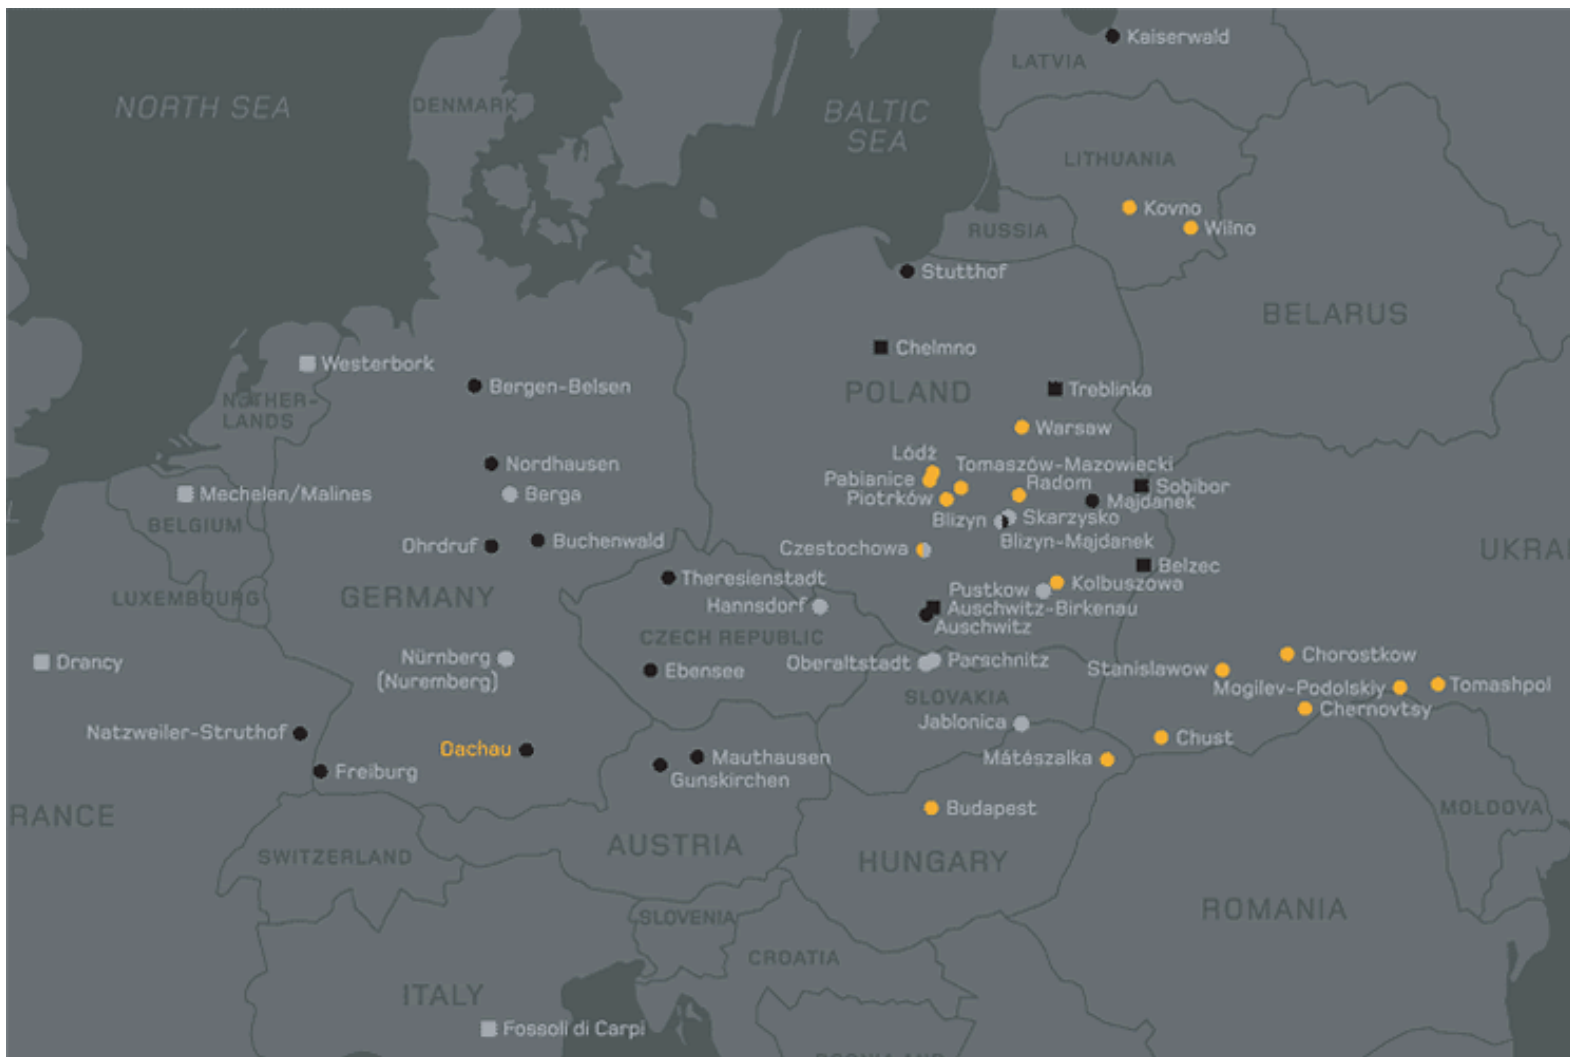 Kaiserwald
LATVIA
NORTH SEA
DENMARK
BALTIC
SEA
LITHUANIA
Kovno
Wilno
RUSSIA
Stutthof
BELARUS
Chelmno
Westerbork
Bergen-Belsen
POLAND
Treblinka
NETHER-
LANDS
Warsaw
Lódż
Nordhausen
Tomaszów-Mazowiecki
Pabianice
Radom
Piotrków
Sobibor
Majdanek
Mechelen/Malines
Berga
BELGIUM
Blizyn
Skarzysko
Blizyn-Majdanek
Ohrdruf
Buchenwald
Czestochowa
UKRAI
Belzec
Theresienstadt
Kolbuszowa
Pustkow
LUXEMBOURG
GERMANY
Hannsdorf
Auschwitz-Birkenau
Auschwitz
CZECH REPUBLIC
Drancy
Nürnberg
(Nuremberg)
Ebensee
Oberaltstadt
Parschnitz
Chorostkow
Stanislawow
Mogilev-Podolskiy
Tomashpol
SLOVAKIA
Chernovtsy
Jablonica
Natzweiler-Struthof
Dachau
Chust
Mátészalka
Mauthausen
Gunskirchen
Freiburg
RANCE
Budapest
MOLDOVA
SWITZERLAND
AUSTRIA
HUNGARY
ROMANIA
SLOVENIA
CROATIA
ITALY
Fossoli di Carpi